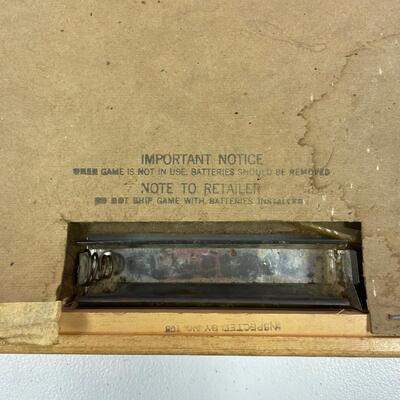 IMPORTANT NOTICE
WHEN GAME IS NOT IN USE, BATTERIES SHOULD BE REMOVED
NOTE TO RETAILER
DO NOT SHIP GAME WITH BATTERIES INSTALLED
INSPECTED BY NO. 108